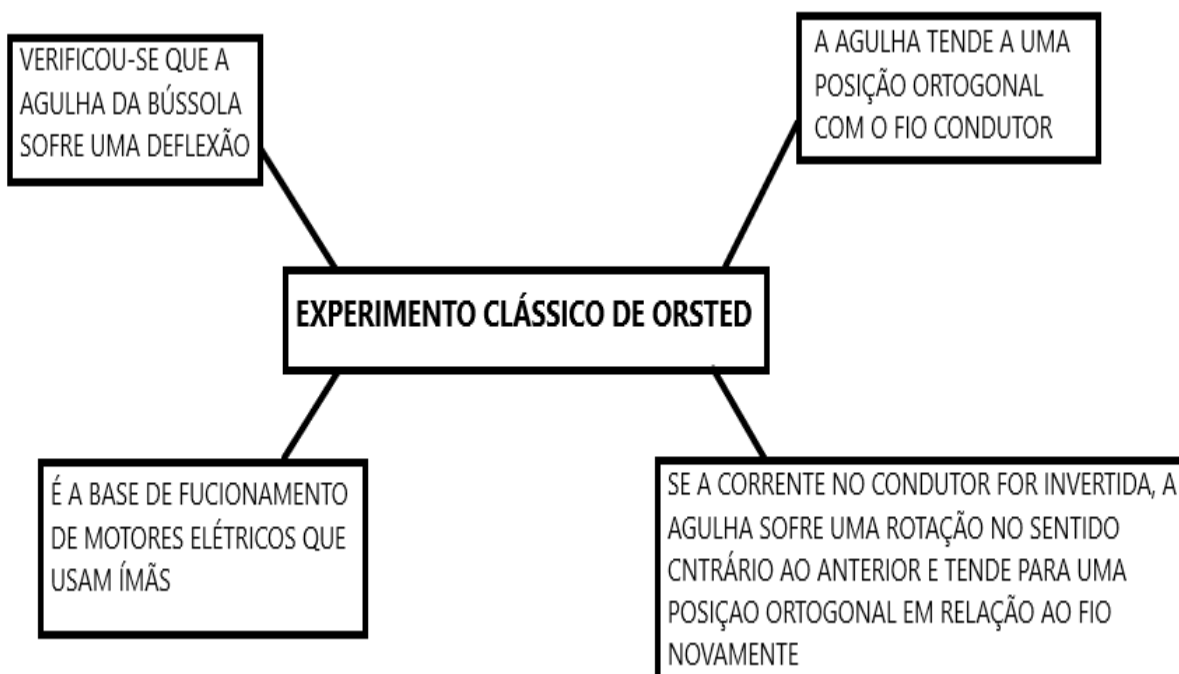 VERIFICOU-SE QUE A
AGULHA DA BÚSSOLA
SOFRE UMA DEFLEXÃO
A AGULHA TENDE A UMA
POSIÇÃO ORTOGONAL
COM O FIO CONDUTOR
EXPERIMENTO CLÁSSICO DE ORSTED
É A BASE DE FUCIONAMENTO
DE MOTORES ELÉTRICOS QUE
USAM ÍMÃS
SE A CORRENTE NO CONDUTOR FOR INVERTIDA, A
AGULHA SOFRE UMA ROTAÇÃO NO SENTIDO
CNTRÁRIO AO ANTERIOR E TENDE PARA UMA
POSIÇAO ORTOGONAL EM RELAÇÃO AO FIO
NOVAMENTE